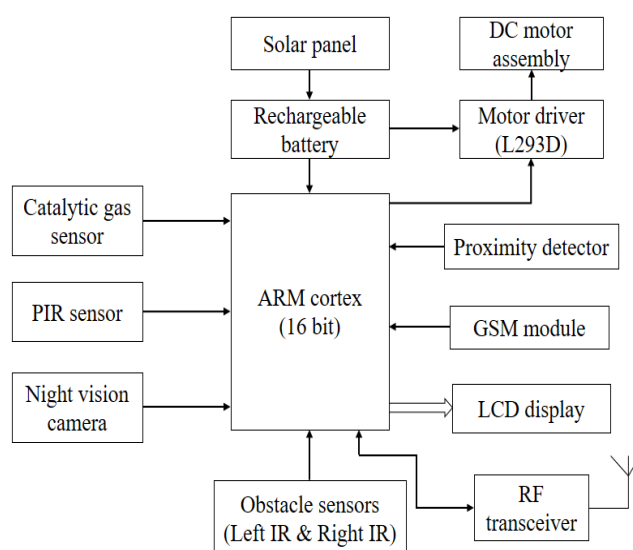 Solar panel
DC motor
assembly
Rechargeable
battery
Motor driver
(L293D)
Catalytic gas
sensor
Proximity detector
ARM cortex
(16 bit)
PIR sensor
GSM module
Night vision
camera
LCD display
Obstacle sensors
(Left IR & Right IR)
RF
transceiver